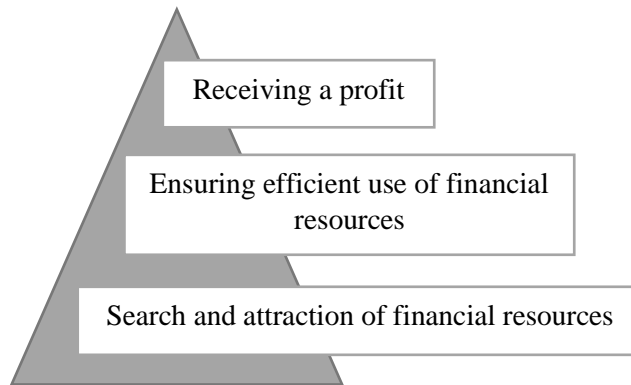 Receiving a profit
Ensuring efficient use of financial
resources
Search and attraction of financial resources